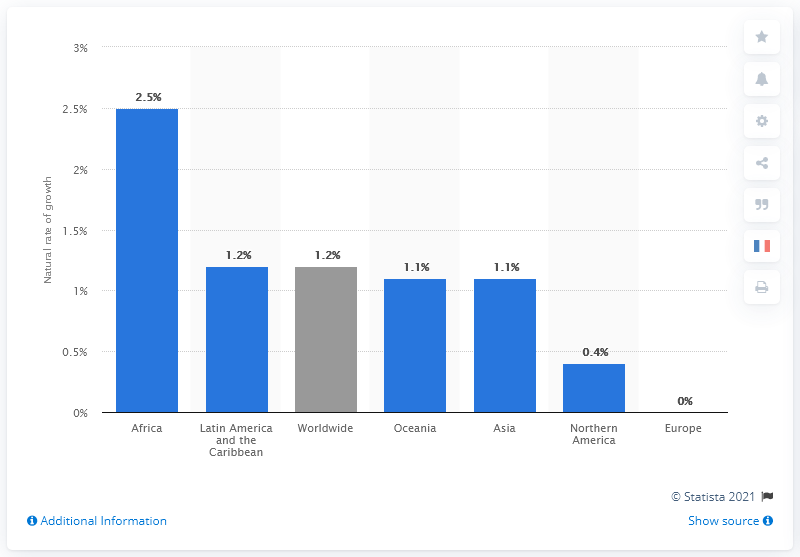 3%
2.5%
2%
1.5%
1%
0.5%
0%
Natural rate of growth
2.5%
1.2%
1.2%
1.1%
1.1%
0.4%
0%
Africa
Latin America
and the
Caribbean
Worldwide
Oceania
Asia
Northern
America
Europe
© Statista 2021
Additional Information
Show source